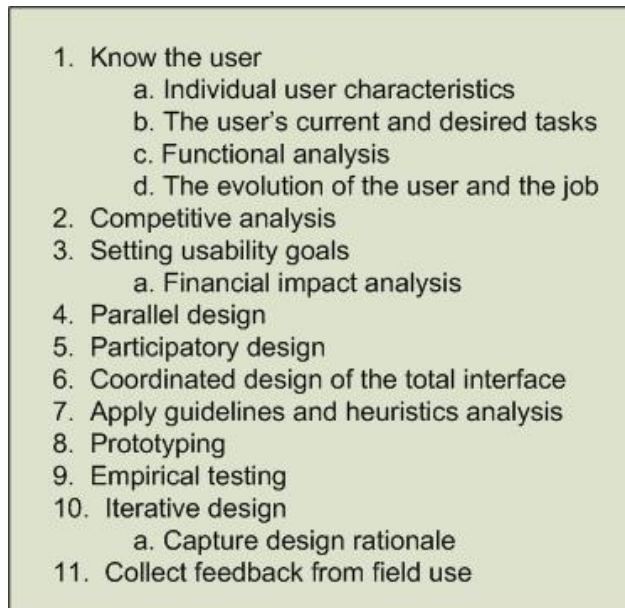 1. Know the user
a. Individual user characteristics
b. The user's current and desired tasks
c. Functional analysis
d. The evolution of the user and the job
2. Competitive analysis
3. Setting usability goals
a. Financial impact analysis
4. Parallel design
5. Participatory design
6. Coordinated design of the total interface
7. Apply guidelines and heuristics analysis
8. Prototyping
9. Empirical testing
10. Iterative design
a. Capture design rationale
11. Collect feedback from field use